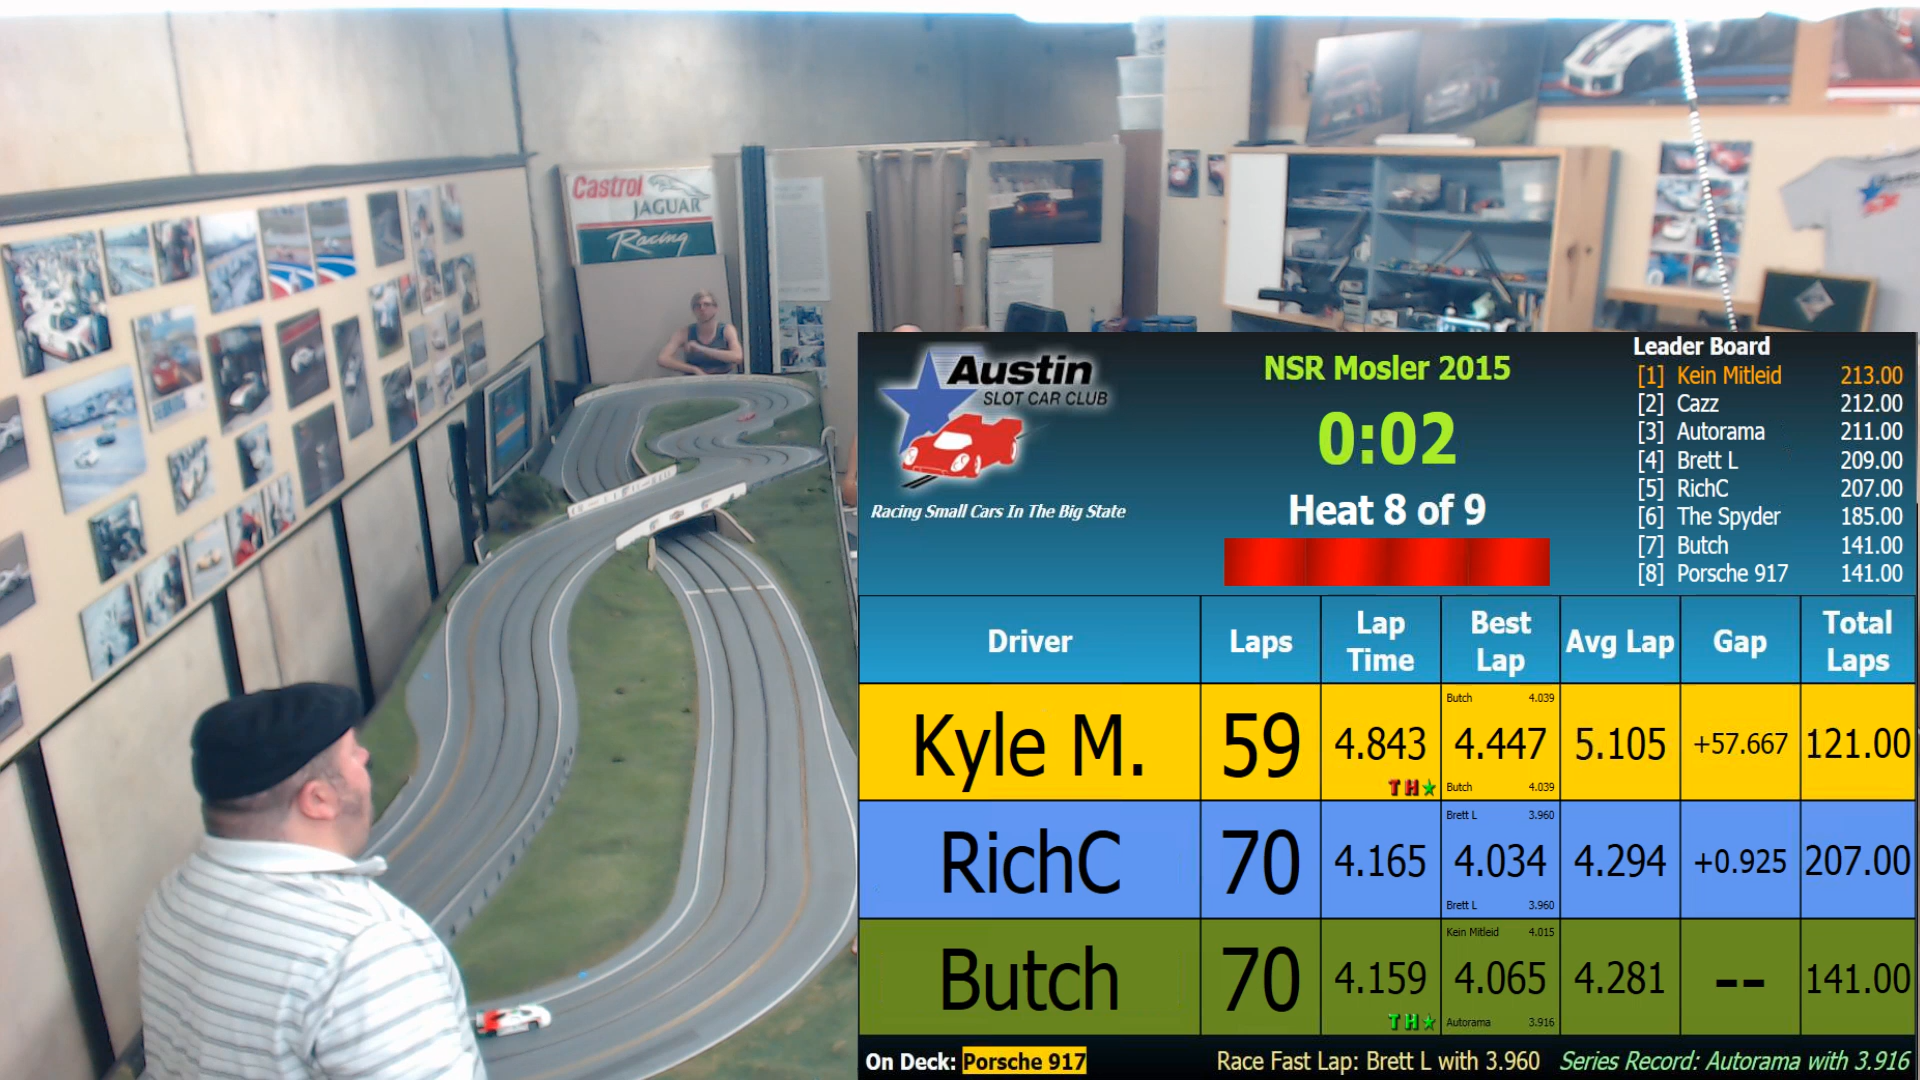 Castrol
JAGUAR
Racing
Austin
SLOT CAR CLUB
Racing Small Cars In The Big State
NSR Mosler 2015
0:02
Heat 8 of 9
Leader Board
[1] Kein Mitleid 213.00
[2] Cazz 212.00
[3] Autorama 211.00
[4] Brett L 209.00
[5] RichC 207.00
[6] The Spyder 185.00
[7] Butch 141.00
[8] Porsche 917 141.00
Driver Laps Lap Time Best Lap Avg Lap Gap Total Laps
Butch 4.039
Kyle M. 59 4.843 4.447 5.105 +57.667 121.00
T H ★ Butch 4.039
Brett L 3.960
RichC 70 4.165 4.034 4.294 +0.925 207.00
Brett L 3.960
Kein Mitleid 4.015
Butch 70 4.159 4.065 4.281 -- 141.00
T H ★ Autorama 3.916
On Deck: Porsche 917 Race Fast Lap: Brett L with 3.960 Series Record: Autorama with 3.916